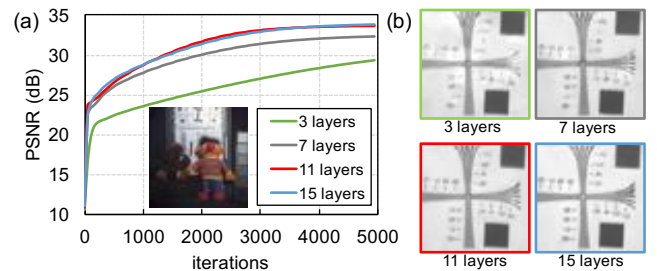 (a)
PSNR (dB)
35
30
25
20
15
10
0
1000
2000
3000
4000
5000
iterations
3 layers
7 layers
11 layers
15 layers
(b)
3 layers
7 layers
11 layers
15 layers